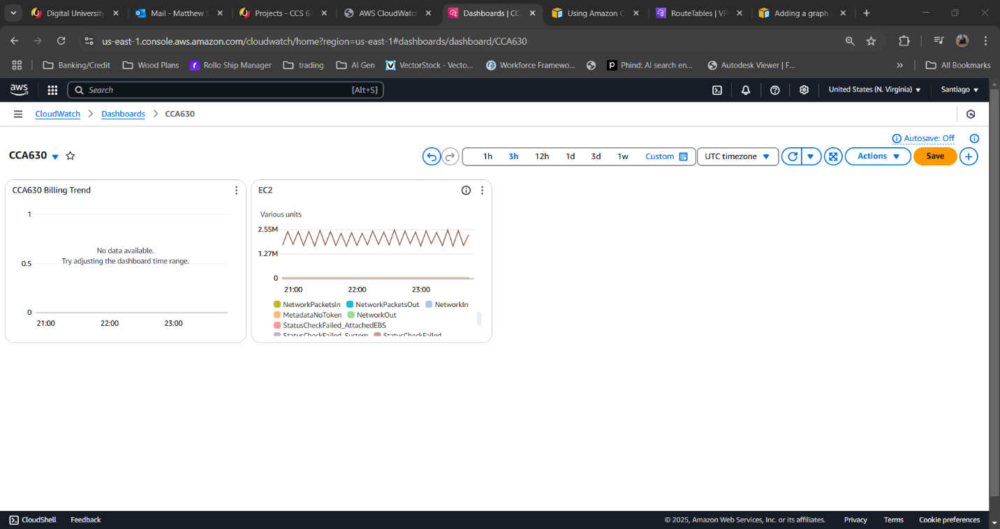 Digital University
Mail - Matthew S
Projects - CCS 63
AWS CloudWatch
Dashboards | CC
Using Amazon C
RouteTables | VP
Adding a graph
us-east-1.console.aws.amazon.com/cloudwatch/home?region=us-east-1#dashboards/dashboard/CCA630
Banking/Credit
Wood Plans
Rollo Ship Manager
trading
AI Gen
VectorStock - Vecto...
Workforce Framewo...
Phind: AI search en...
Autodesk Viewer | F...
All Bookmarks
aws
Search
[Alt+S]
United States (N. Virginia)
Santiago
CloudWatch
Dashboards
CCA630
Autosave: Off
CCA630
1h
3h
12h
1d
3d
1w
Custom
UTC timezone
Actions
Save
CCA630 Billing Trend
1
No data available.
Try adjusting the dashboard time range.
0.5
0
21:00
22:00
23:00
EC2
Various units
2.55M
1.27M
0
21:00
22:00
23:00
NetworkPacketsIn
NetworkPacketsOut
NetworkIn
MetadataNoToken
NetworkOut
StatusCheckFailed_AttachedEBS
StatusCheckFailed_System
StatusCheckFailed
CloudShell
Feedback
© 2025, Amazon Web Services, Inc. or its affiliates.
Privacy
Terms
Cookie preferences